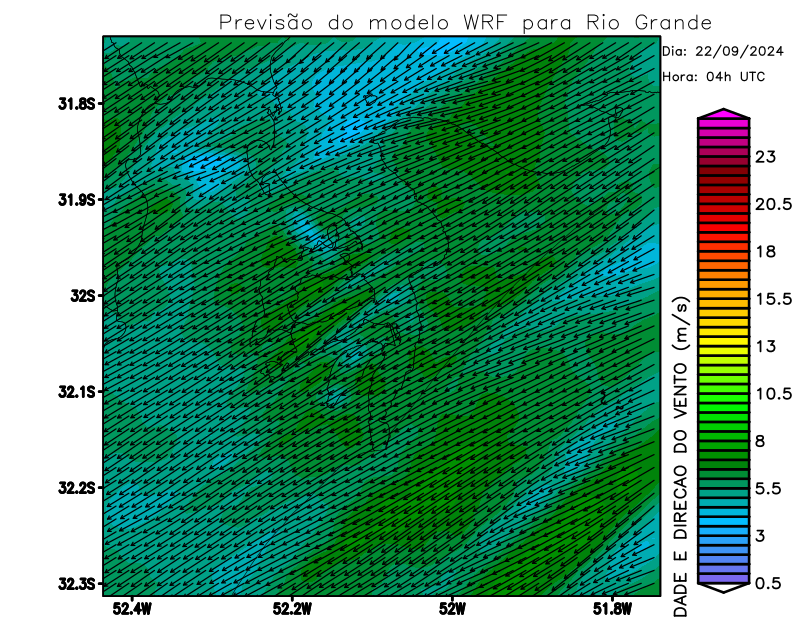 Previsão do modelo WRF para Rio Grande
Dia: 22/09/2024
Hora: 04h UTC
31.8S
31.9S
32S
32.1S
32.2S
32.3S
52.4W
52.2W
52W
51.8W
23
20.5
18
15.5
13
10.5
8
5.5
3
0.5
DADE E DIRECAO DO VENTO (m/s)